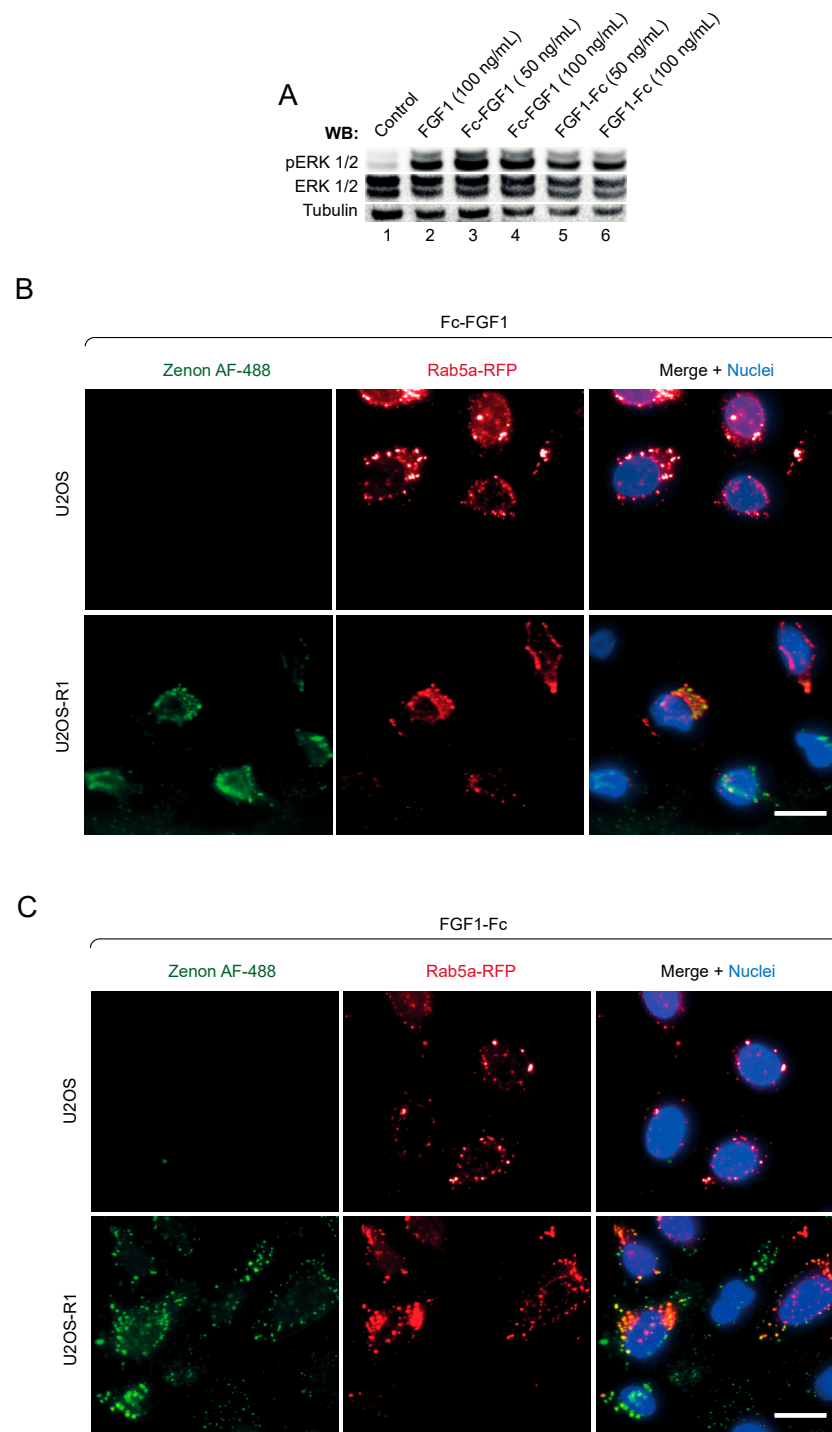 A
WB:
Control
FGF1 (100 ng/mL)
Fc-FGF1 ( 50 ng/mL)
Fc-FGF1 (100 ng/mL)
FGF1-Fc (50 ng/mL)
FGF1-Fc (100 ng/mL)
pERK 1/2
ERK 1/2
Tubulin
1 2 3 4 5 6
B
Fc-FGF1
Zenon AF-488 Rab5a-RFP Merge + Nuclei
U2OS
U2OS-R1
C
FGF1-Fc
Zenon AF-488 Rab5a-RFP Merge + Nuclei
U2OS
U2OS-R1